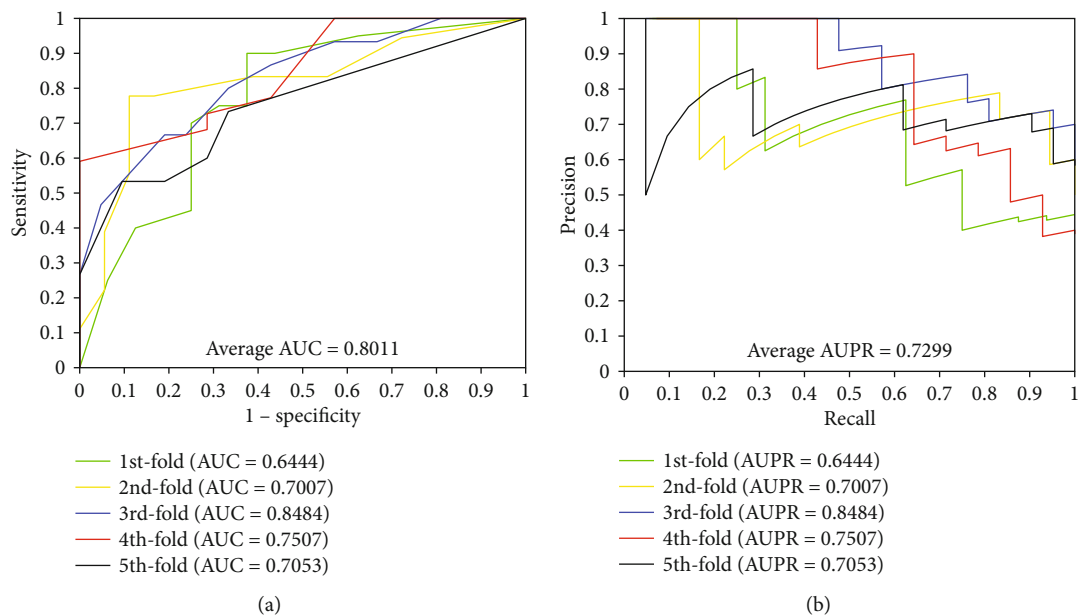 1
0.9
0.8
0.7
0.6
0.5
0.4
0.3
0.2
0.1
0
Sensitivity
Average AUC = 0.8011
0 0.1 0.2 0.3 0.4 0.5 0.6 0.7 0.8 0.9 1
1 – specificity
1st-fold (AUC = 0.6444)
2nd-fold (AUC = 0.7007)
3rd-fold (AUC = 0.8484)
4th-fold (AUC = 0.7507)
5th-fold (AUC = 0.7053)
(a)
1
0.9
0.8
0.7
0.6
0.5
0.4
0.3
0.2
0.1
0
Precision
Average AUPR = 0.7299
0 0.1 0.2 0.3 0.4 0.5 0.6 0.7 0.8 0.9 1
Recall
1st-fold (AUPR = 0.6444)
2nd-fold (AUPR = 0.7007)
3rd-fold (AUPR = 0.8484)
4th-fold (AUPR = 0.7507)
5th-fold (AUPR = 0.7053)
(b)